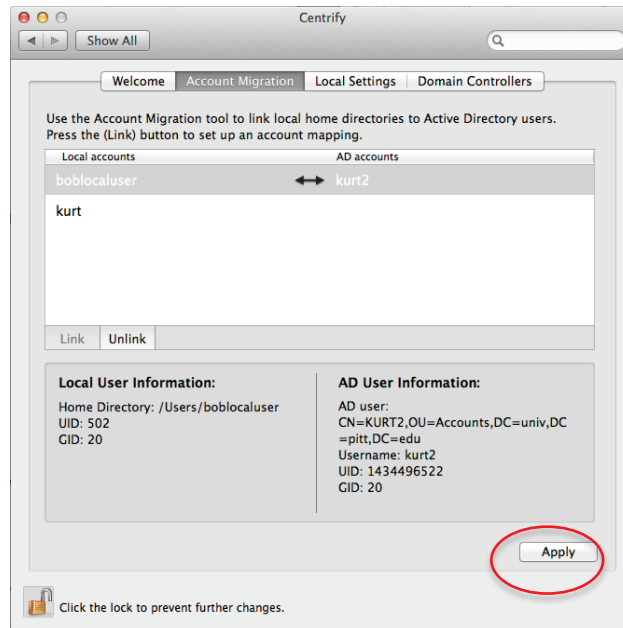 Centrify
Show All
Welcome Account Migration Local Settings Domain Controllers
Use the Account Migration tool to link local home directories to Active Directory users.
Press the (Link) button to set up an account mapping.
Local accounts AD accounts
boblocaluser kurt2
kurt
Link Unlink
Local User Information:
Home Directory: /Users/boblocaluser
UID: 502
GID: 20
AD User Information:
AD user:
CN=KURT2,OU=Accounts,DC=univ,DC
=pitt,DC=edu
Username: kurt2
UID: 1434496522
GID: 20
Apply
Click the lock to prevent further changes.